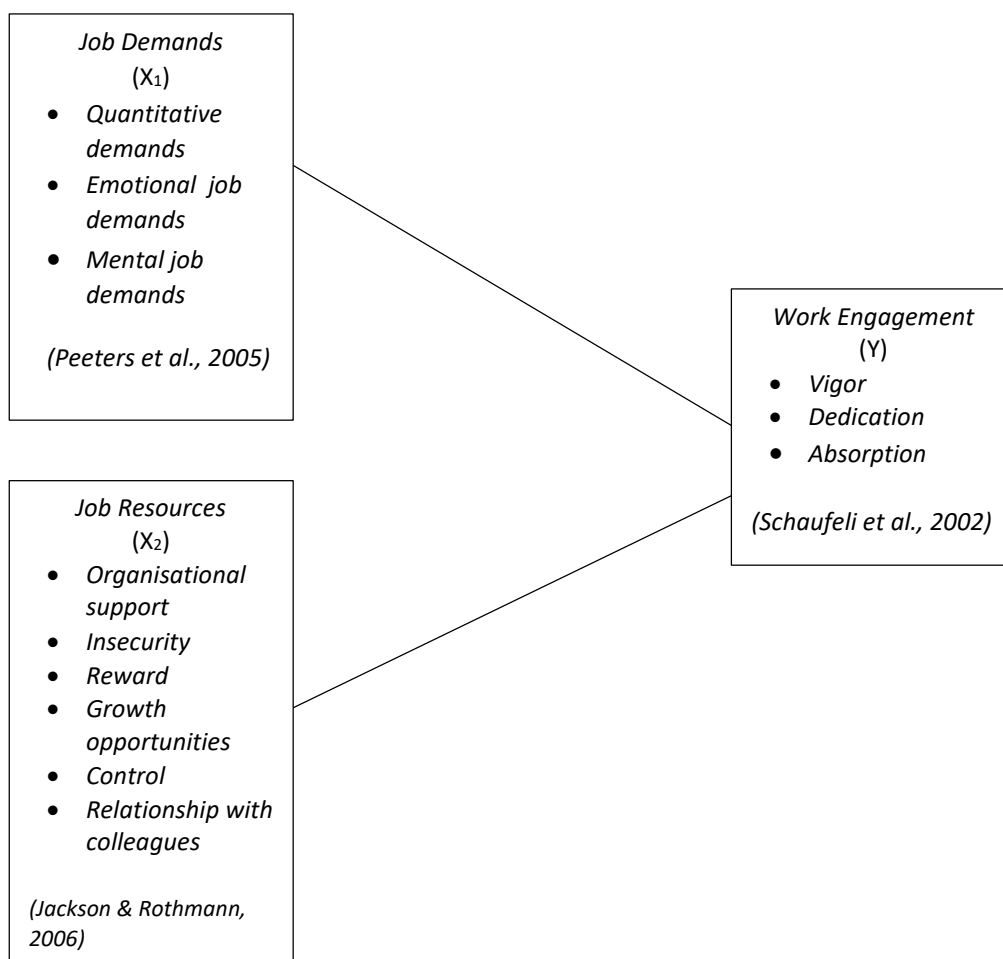 Job Demands
(X₁)
• Quantitative
demands
• Emotional job
demands
• Mental job
demands
(Peeters et al., 2005)
Job Resources
(X₂)
• Organisational
support
• Insecurity
• Reward
• Growth
opportunities
• Control
• Relationship with
colleagues
(Jackson & Rothmann,
2006)
Work Engagement
(Y)
• Vigor
• Dedication
• Absorption
(Schaufeli et al., 2002)